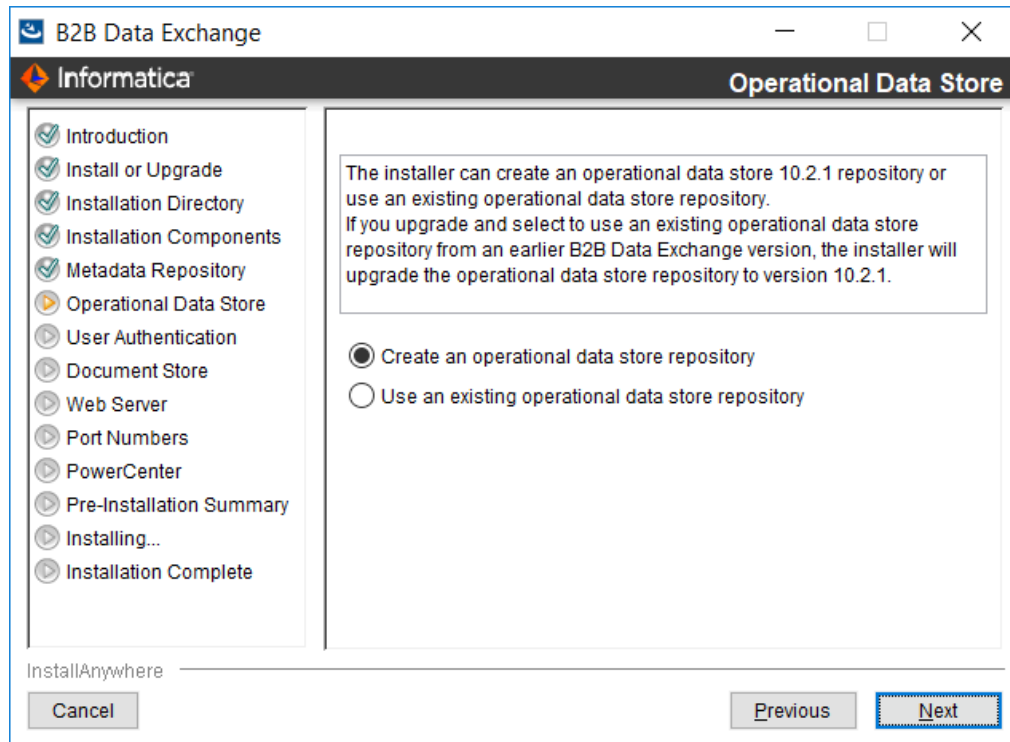 B2B Data Exchange
Informatica
Operational Data Store
Introduction
Install or Upgrade
Installation Directory
Installation Components
Metadata Repository
Operational Data Store
User Authentication
Document Store
Web Server
Port Numbers
PowerCenter
Pre-Installation Summary
Installing...
Installation Complete
The installer can create an operational data store 10.2.1 repository or
use an existing operational data store repository.
If you upgrade and select to use an existing operational data store
repository from an earlier B2B Data Exchange version, the installer will
upgrade the operational data store repository to version 10.2.1.
Create an operational data store repository
Use an existing operational data store repository
InstallAnywhere
Cancel
Previous
Next